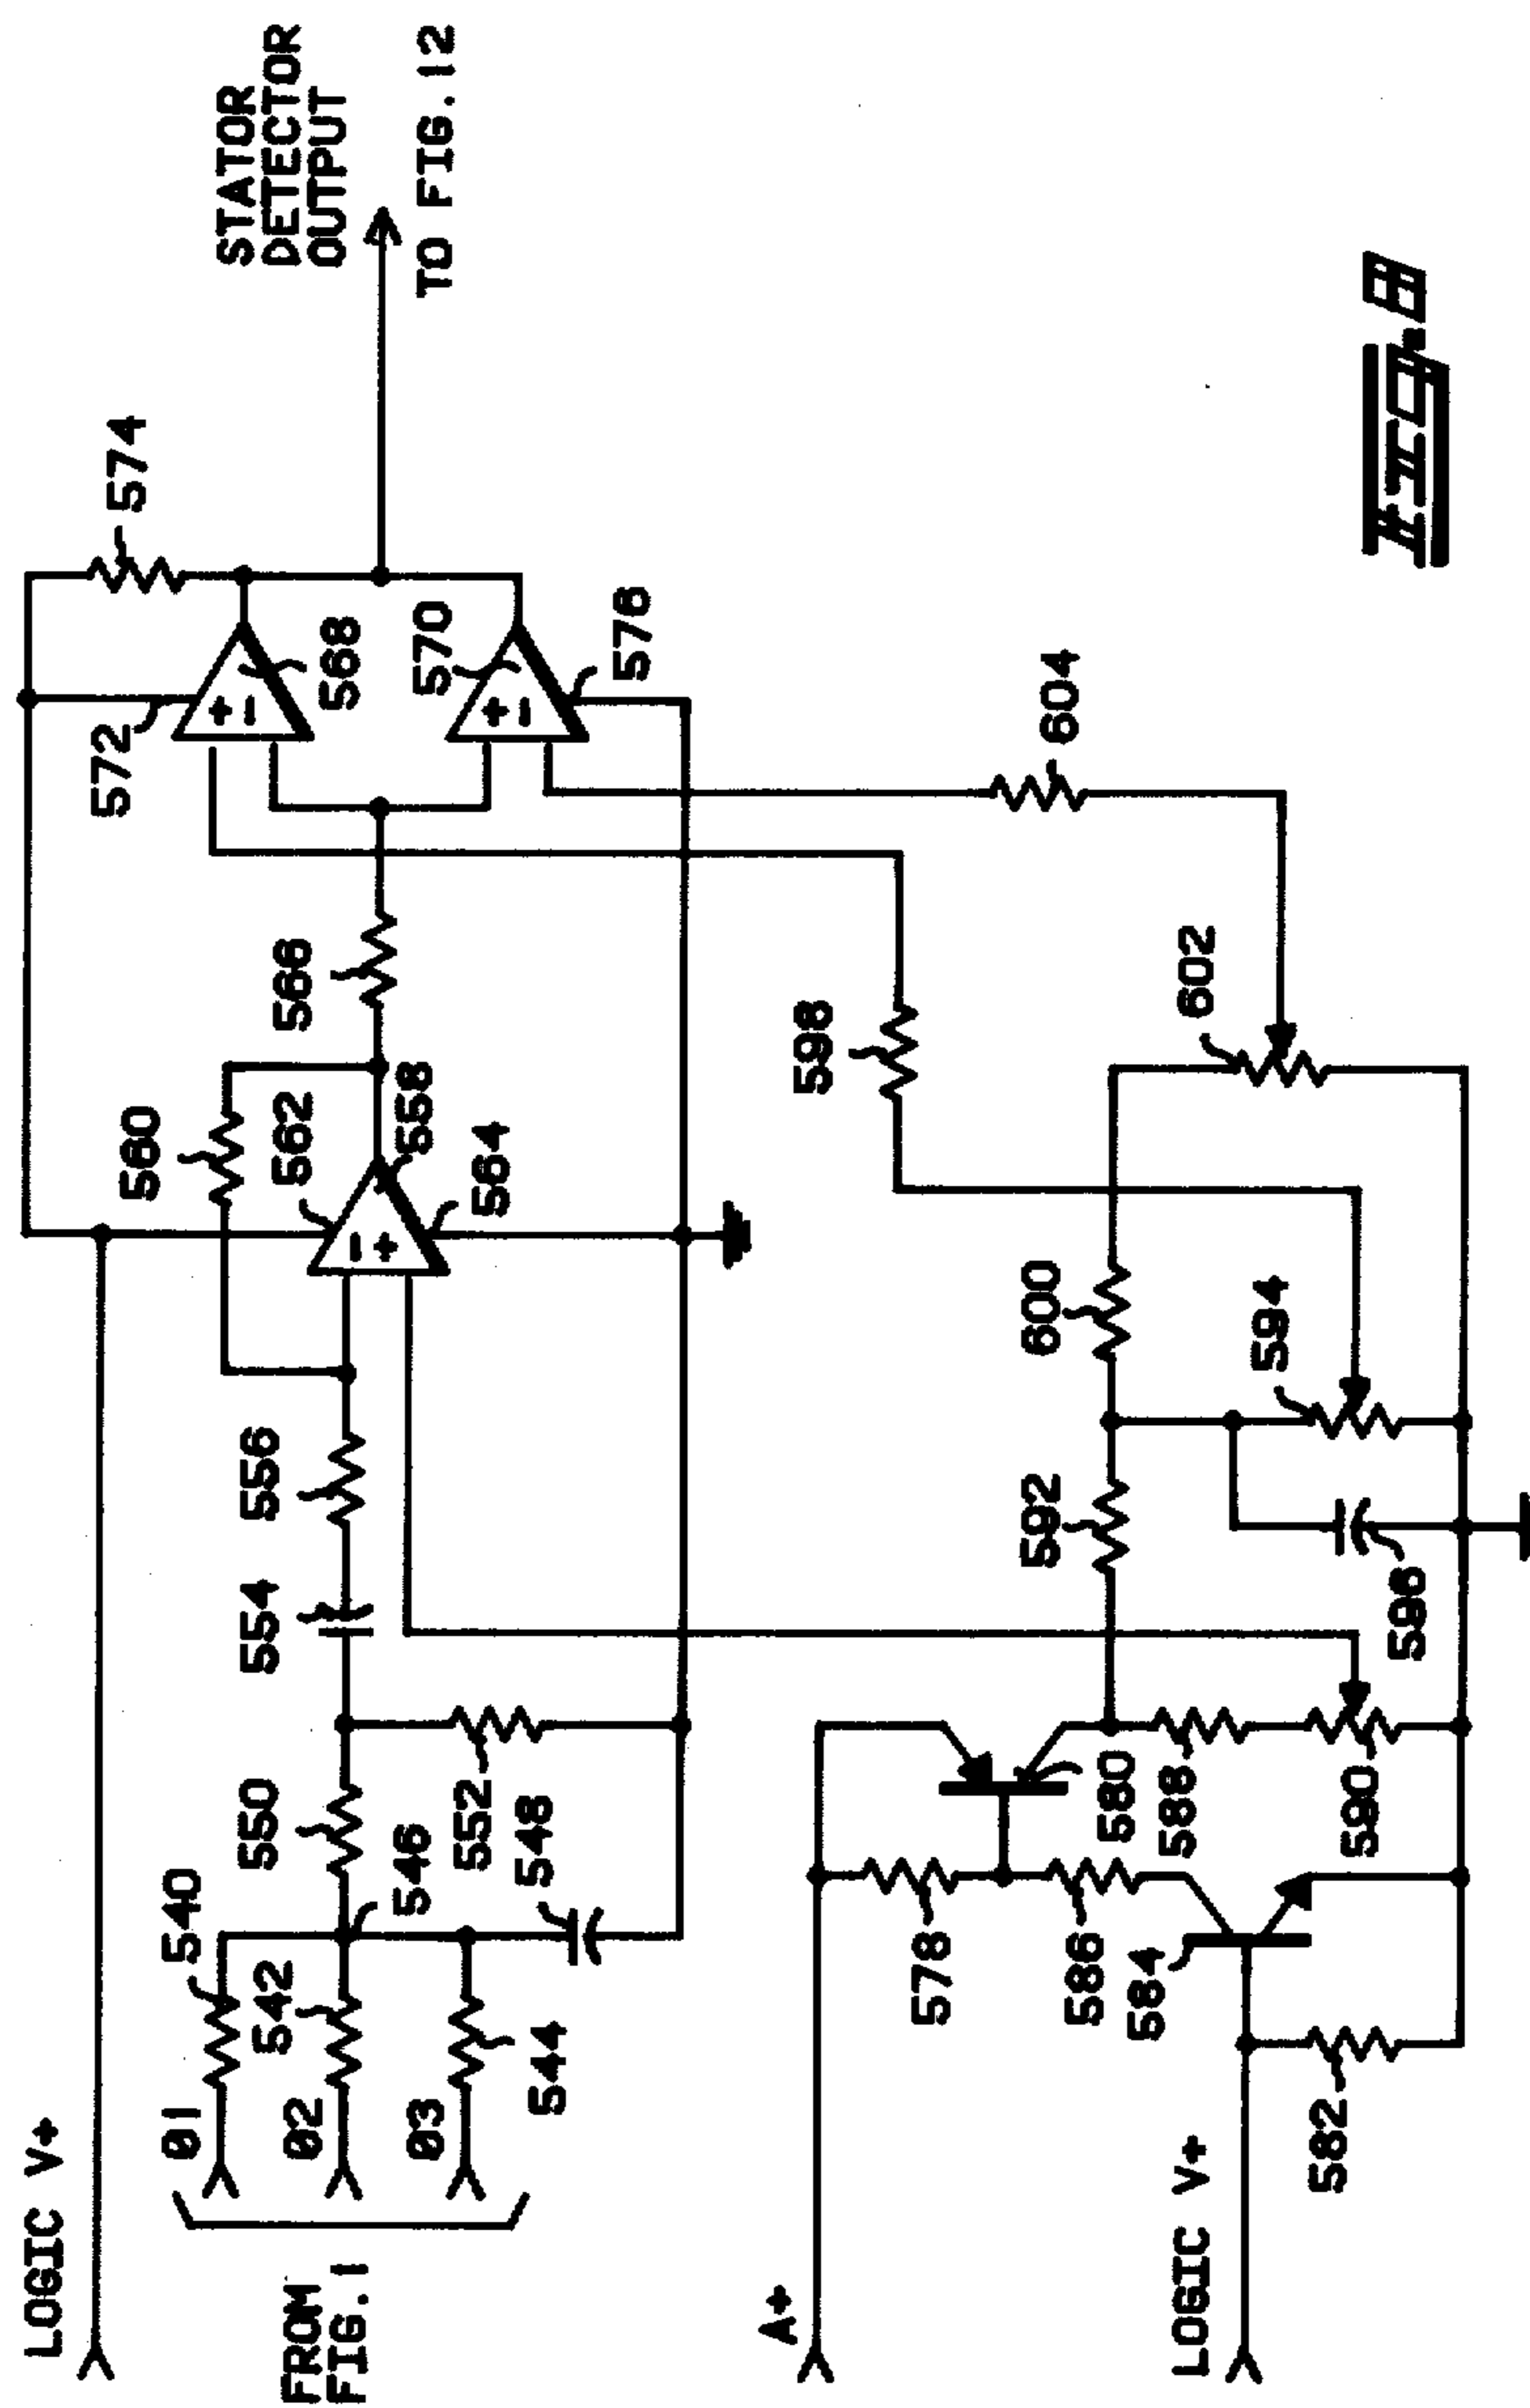 LOGIC V+
572
574
560
Ø1
540
STATOR
DETECTOR
OUTPUT
550
554
556
542
562
566
FROM
FIG. 1
Ø2
568
546
558
Ø3
570
TO FIG. 12
552
564
548
544
576
A+
598
578
592
600
604
586
580
584
588
LOGIC V+
602
594
582
590
596
FIG. 8